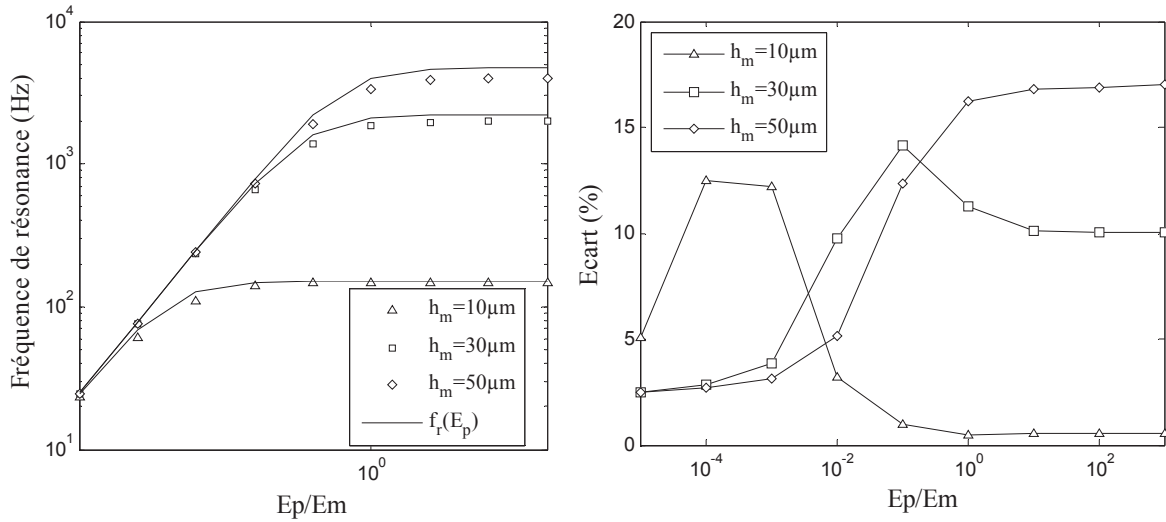 Fréquence de résonance (Hz)
10^4
10^3
10^2
10^1
10^0
Ep/Em
h_m=10µm
h_m=30µm
h_m=50µm
f_r(E_p)
Ecart (%)
20
15
10
5
0
10^-4
10^-2
10^0
10^2
Ep/Em
h_m=10µm
h_m=30µm
h_m=50µm